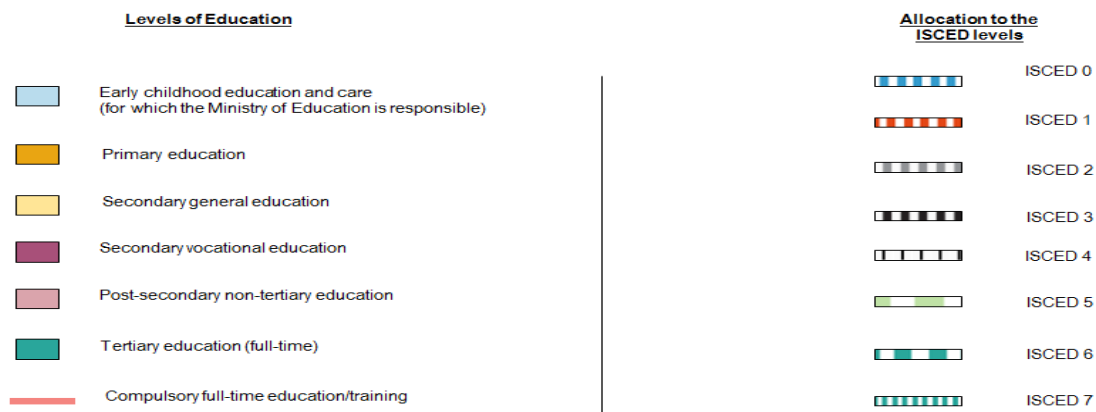 Levels of Education
Early childhood education and care
(for which the Ministry of Education is responsible)
Primary education
Secondary general education
Secondary vocational education
Post-secondary non-tertiary education
Tertiary education (full-time)
Compulsory full-time education/training
Allocation to the
ISCED levels
ISCED 0
ISCED 1
ISCED 2
ISCED 3
ISCED 4
ISCED 5
ISCED 6
ISCED 7